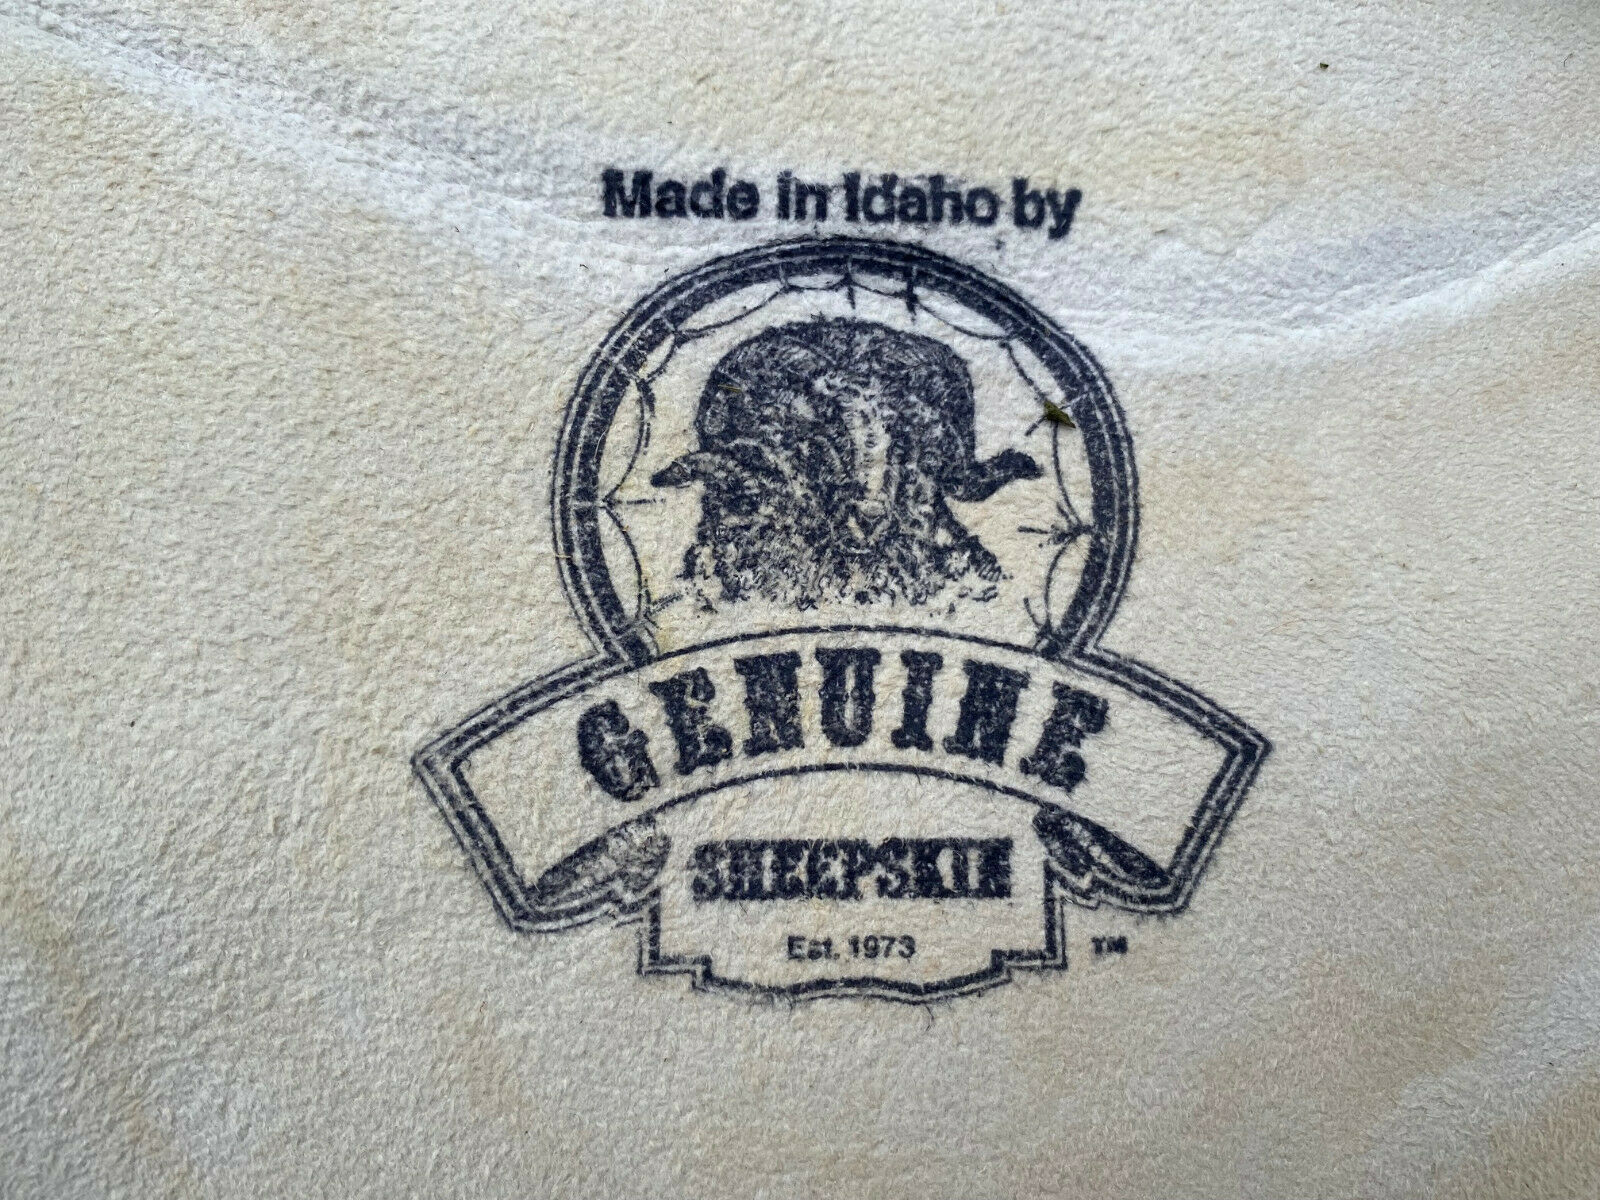 Made in Idaho by
GENUINE
SHEEPSKIN
Est. 1973
TM